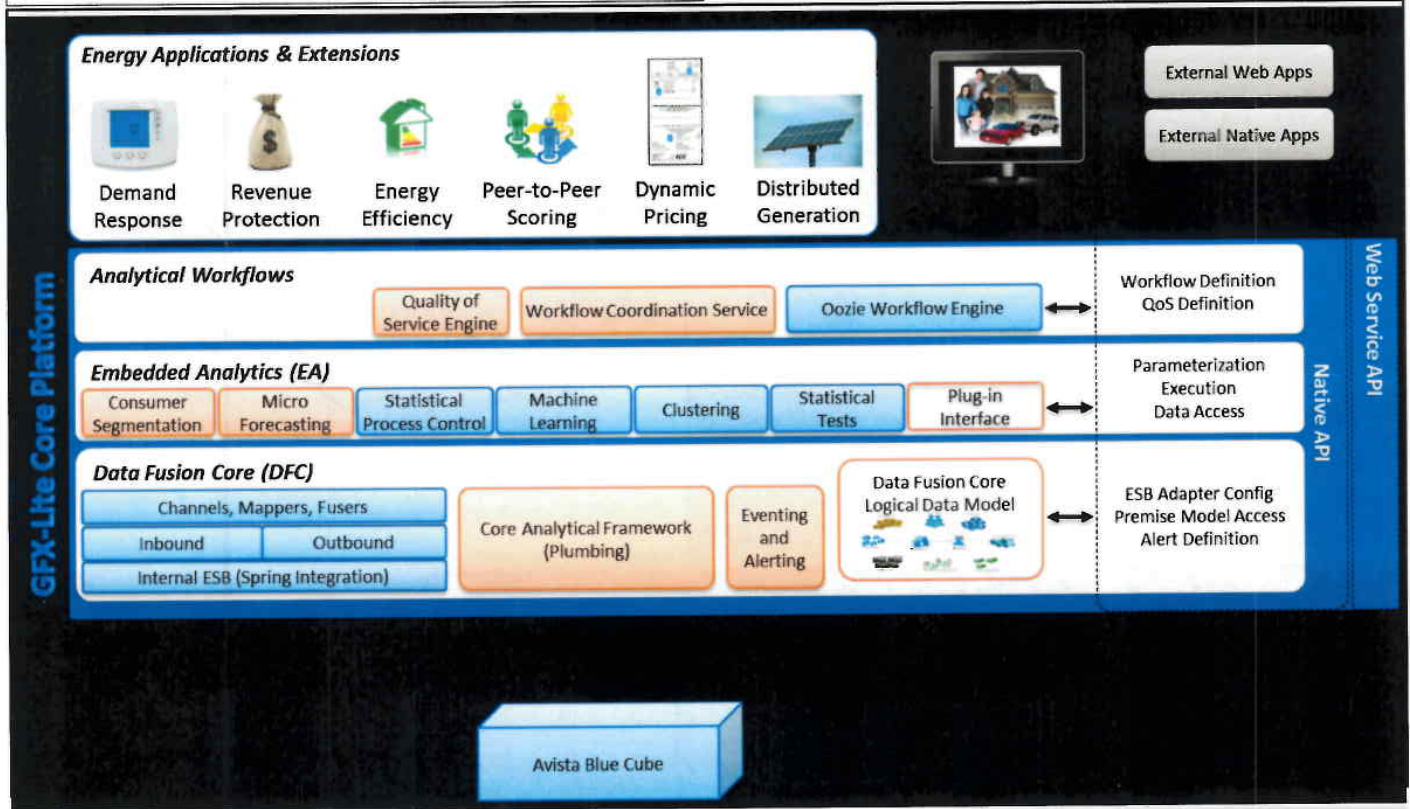 Energy Applications & Extensions
Demand
Response
Revenue
Protection
Energy
Efficiency
Peer-to-Peer
Scoring
Dynamic
Pricing
Distributed
Generation
External Web Apps
External Native Apps
GFX-Lite Core Platform
Analytical Workflows
Quality of
Service Engine
Workflow Coordination Service
Oozie Workflow Engine
Workflow Definition
QoS Definition
Embedded Analytics (EA)
Consumer
Segmentation
Micro
Forecasting
Statistical
Process Control
Machine
Learning
Clustering
Statistical
Tests
Plug-in
Interface
Parameterization
Execution
Data Access
Data Fusion Core (DFC)
Channels, Mappers, Fusers
Inbound
Outbound
Internal ESB (Spring Integration)
Core Analytical Framework
(Plumbing)
Eventing
and
Alerting
Data Fusion Core
Logical Data Model
ESB Adapter Config
Premise Model Access
Alert Definition
Native API
Web Service API
Avista Blue Cube